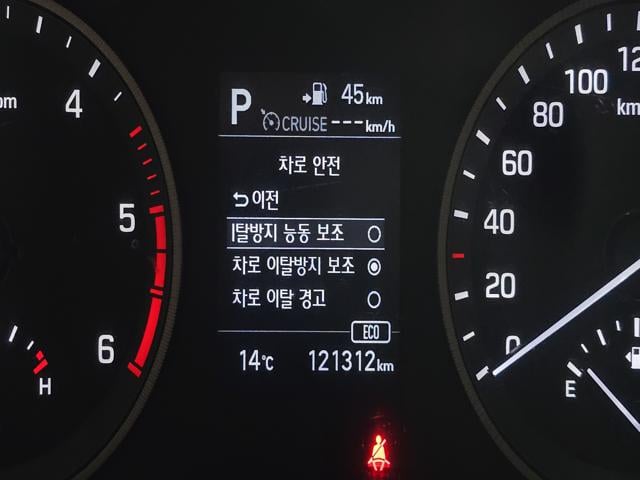 4
5
6
H
P
45 km
CRUISE ---km/h
차로 안전
이전
탈방지 능동 보조
차로 이탈방지 보조
차로 이탈 경고
ECO
14℃ 121312km
100
80
60
40
20
0
E